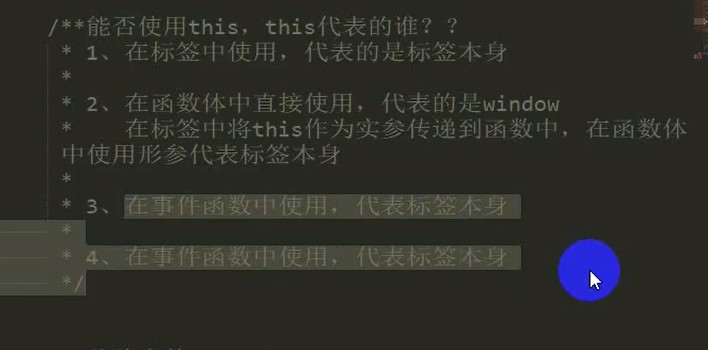 /**能否使用this，this代表的谁？？
* 1、在标签中使用，代表的是标签本身
*
* 2、在函数体中直接使用，代表的是window
* 在标签中将this作为实参传递到函数中，在函数体
中使用形参代表标签本身
*
* 3、在事件函数中使用，代表标签本身
*
* 4、在事件函数中使用，代表标签本身
*/